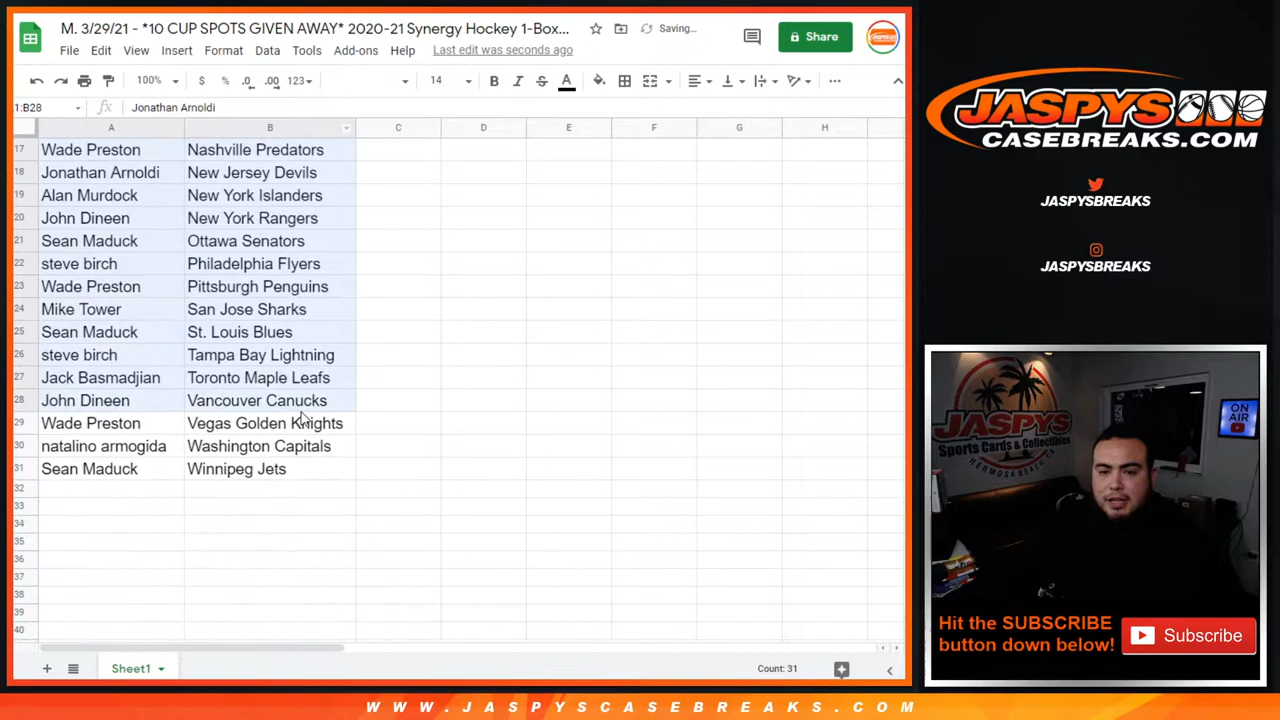 M. 3/29/21 - *10 CUP SPOTS GIVEN AWAY* 2020-21 Synergy Hockey 1-Box...
Saving...
Share
File Edit View Insert Format Data Tools Add-ons Help Last edit was seconds ago
100% $ % .0 .00 123 14 B I S A
1:B28 fx Jonathan Arnoldi
A B C D E F G H
17 Wade Preston Nashville Predators
18 Jonathan Arnoldi New Jersey Devils
19 Alan Murdock New York Islanders
20 John Dineen New York Rangers
21 Sean Maduck Ottawa Senators
22 steve birch Philadelphia Flyers
23 Wade Preston Pittsburgh Penguins
24 Mike Tower San Jose Sharks
25 Sean Maduck St. Louis Blues
26 steve birch Tampa Bay Lightning
27 Jack Basmadjian Toronto Maple Leafs
28 John Dineen Vancouver Canucks
29 Wade Preston Vegas Golden Knights
30 natalino armogida Washington Capitals
31 Sean Maduck Winnipeg Jets
32
33
34
35
36
37
38
39
40
Sheet1
Count: 31
JASPYS
CASEBREAKS.COM
JASPYSBREAKS
JASPYSBREAKS
JASPYS
Sports Cards & Collectibles
HERMOSA BEACH
ON AIR
Hit the SUBSCRIBE
button down below!
Subscribe
WWW.JASPYSCASEBREAKS.COM